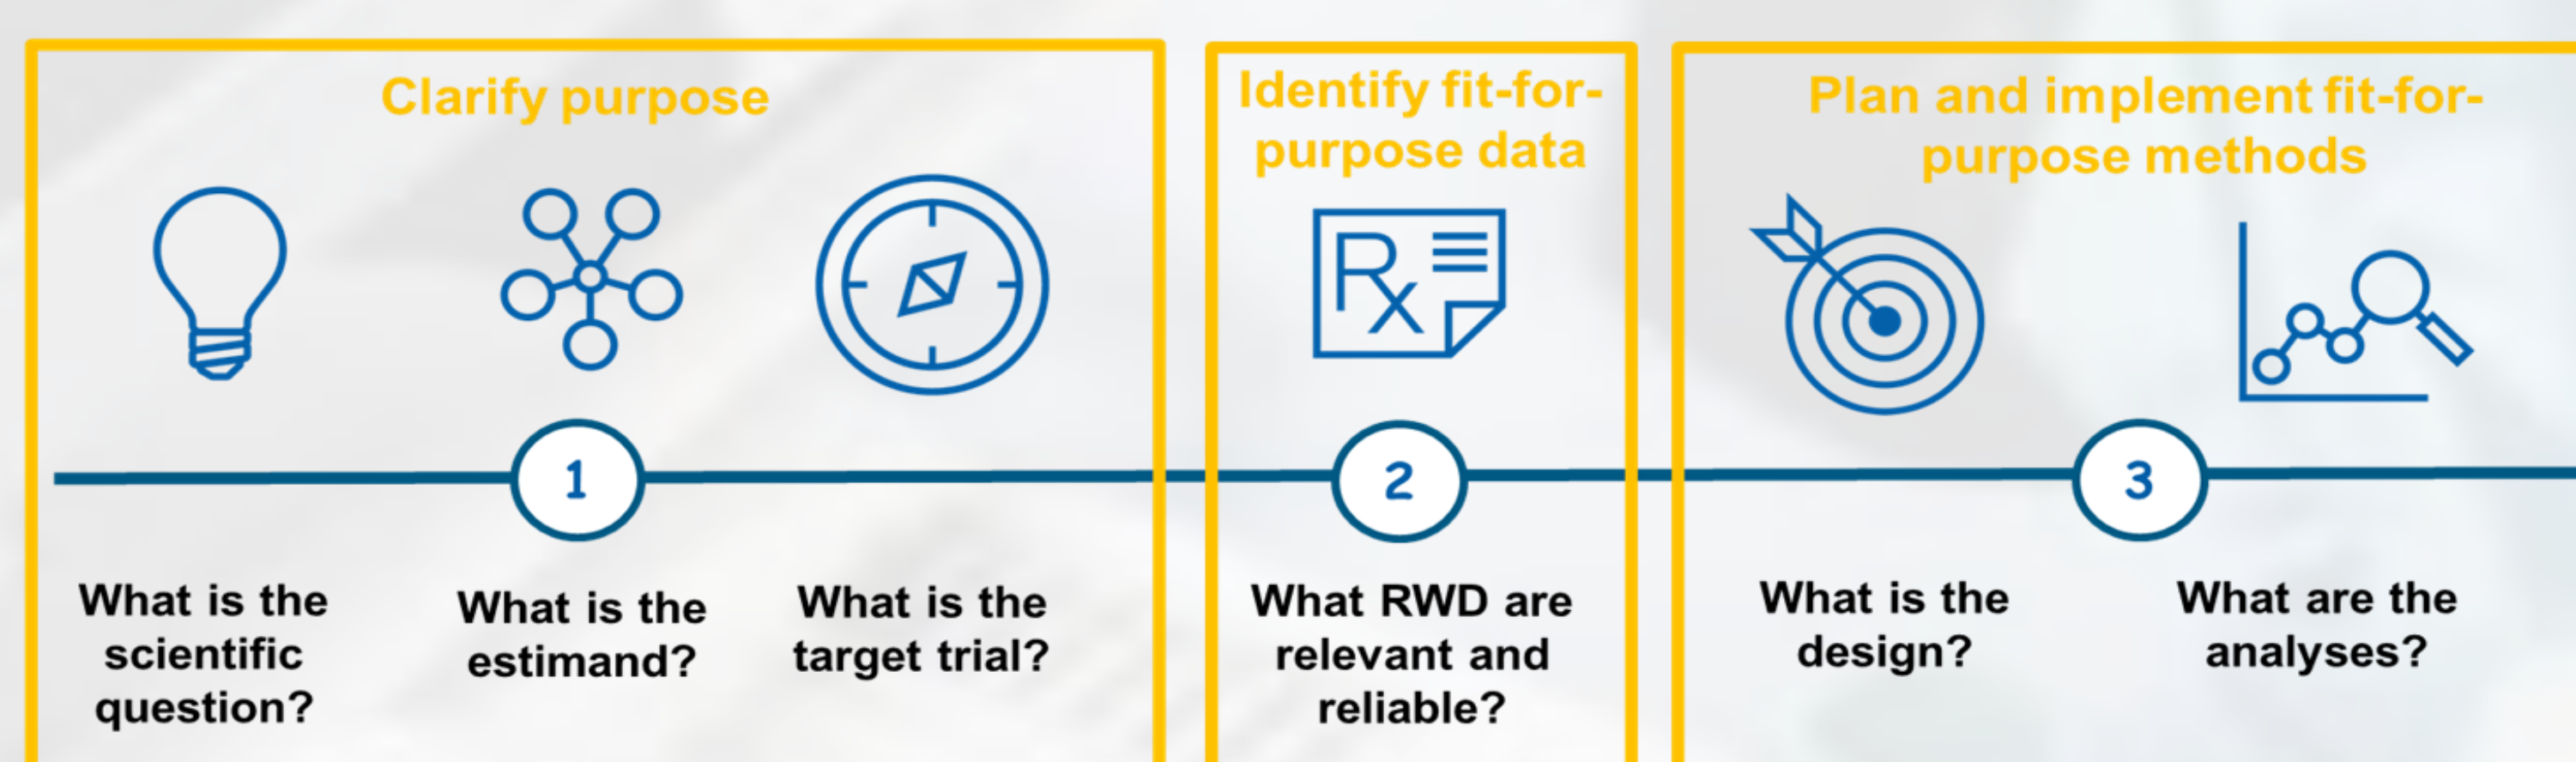 Clarify purpose
Identify fit-for-
purpose data
Plan and implement fit-for-
purpose methods
Rx
1
2
3
What is the
scientific
question?
What is the
estimand?
What is the
target trial?
What RWD are
relevant and
reliable?
What is the
design?
What are the
analyses?